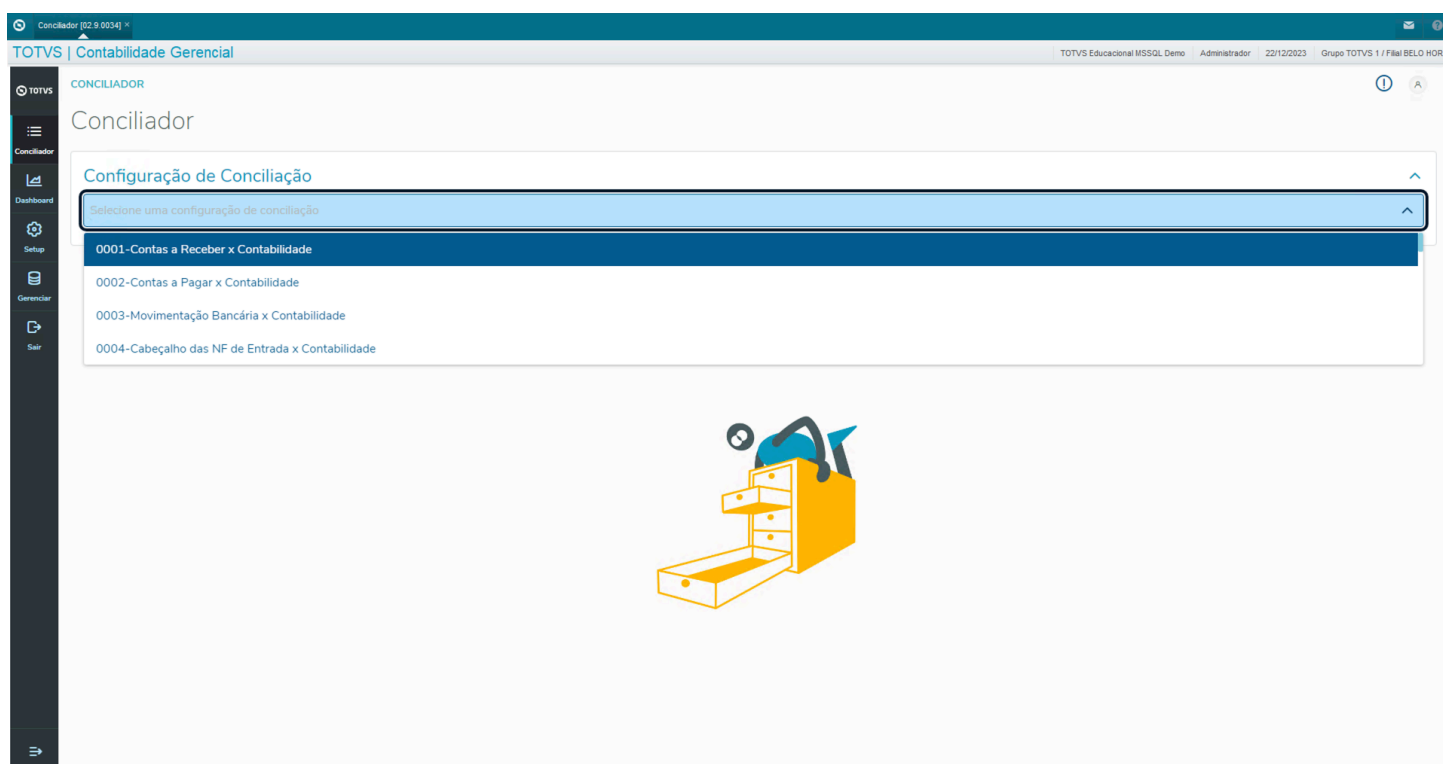 Conciliador [02.9.0034] ×
TOTVS | Contabilidade Gerencial
TOTVS Educacional MSSQL Demo Administrador 22/12/2023 Grupo TOTVS 1 / Filial BELO HOR
TOTVS
CONCILIADOR
Conciliador
Conciliador
Configuração de Conciliação
Dashboard
Selecione uma configuração de conciliação
Setup
0001-Contas a Receber x Contabilidade
0002-Contas a Pagar x Contabilidade
Gerenciar
0003-Movimentação Bancária x Contabilidade
Sair
0004-Cabeçalho das NF de Entrada x Contabilidade